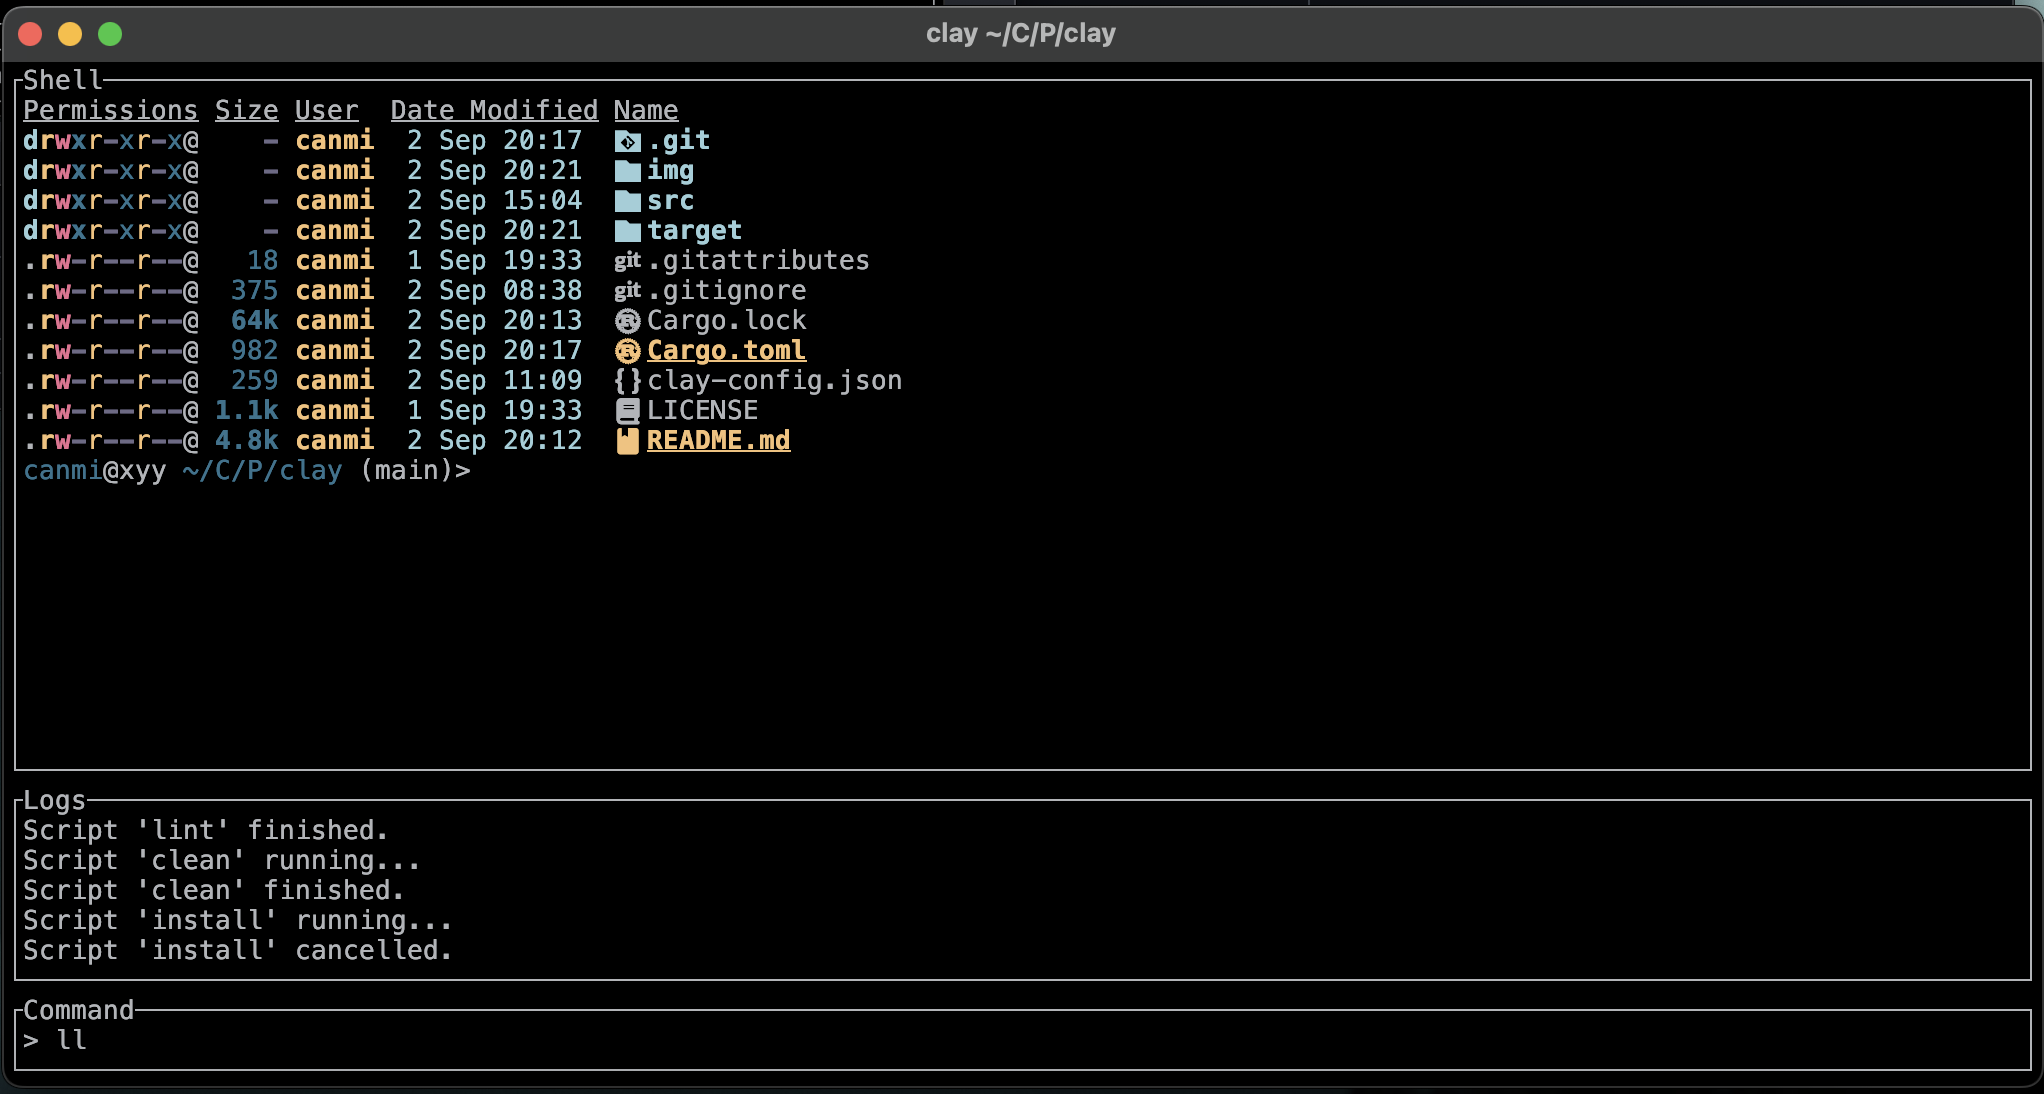 clay ~/C/P/clay
Shell
Permissions Size User  Date Modified Name
drwxr-xr-x@    - canmi  2 Sep 20:17  .git
drwxr-xr-x@    - canmi  2 Sep 20:21  img
drwxr-xr-x@    - canmi  2 Sep 15:04  src
drwxr-xr-x@    - canmi  2 Sep 20:21  target
.rw-r--r--@   18 canmi  1 Sep 19:33  git .gitattributes
.rw-r--r--@  375 canmi  2 Sep 08:38  git .gitignore
.rw-r--r--@  64k canmi  2 Sep 20:13  Cargo.lock
.rw-r--r--@  982 canmi  2 Sep 20:17  Cargo.toml
.rw-r--r--@  259 canmi  2 Sep 11:09  {} clay-config.json
.rw-r--r--@ 1.1k canmi  1 Sep 19:33  LICENSE
.rw-r--r--@ 4.8k canmi  2 Sep 20:12  README.md
canmi@xyy ~/C/P/clay (main)>
Logs
Script 'lint' finished.
Script 'clean' running...
Script 'clean' finished.
Script 'install' running...
Script 'install' cancelled.
Command
> ll